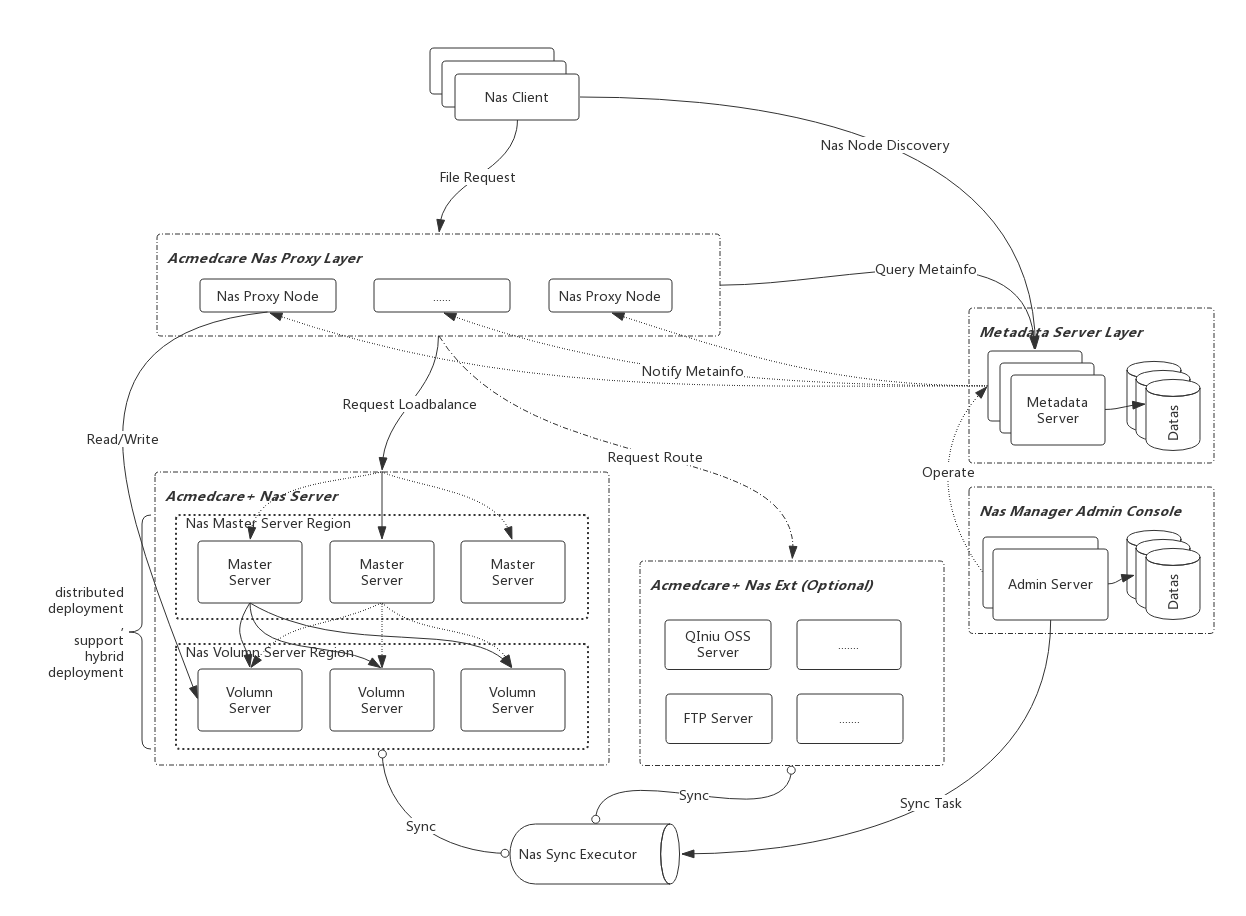 Nas Client
Nas Node Discovery
File Request
Acmedcare Nas Proxy Layer
Nas Proxy Node
......
Nas Proxy Node
Query Metainfo
Metadata Server Layer
Notify Metainfo
Metadata
Server
Datas
Request Loadbalance
Read/Write
Request Route
Operate
Acmedcare+ Nas Server
Nas Master Server Region
Master
Server
Master
Server
Master
Server
Nas Manager Admin Console
Admin Server
Datas
distributed
deployment
,
support
hybrid
deployment
Nas Volumn Server Region
Volumn
Server
Volumn
Server
Volumn
Server
Acmedcare+ Nas Ext (Optional)
QIniu OSS
Server
.......
FTP Server
.......
Sync
Sync
Sync Task
Nas Sync Executor